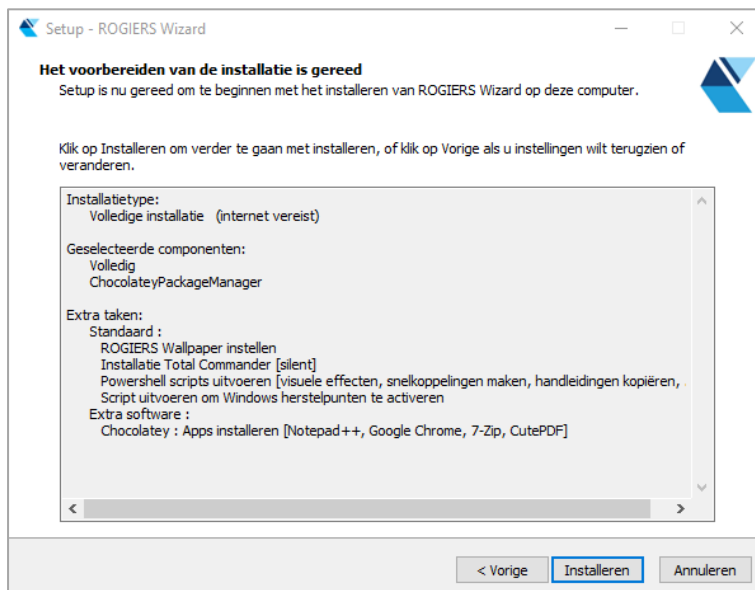 Setup - ROGIERS Wizard
Het voorbereiden van de installatie is gereed
Setup is nu gereed om te beginnen met het installeren van ROGIERS Wizard op deze computer.
Klik op Installeren om verder te gaan met installeren, of klik op Vorige als u instellingen wilt terugzien of
veranderen.
Installatietype:
Volledige installatie (internet vereist)
Geselecteerde componenten:
Volledig
ChocolateyPackageManager
Extra taken:
Standaard :
ROGIERS Wallpaper instellen
Installatie Total Commander [silent]
Powershell scripts uitvoeren [visuele effecten, snelkoppelingen maken, handleidingen kopiëren, .
Script uitvoeren om Windows herstelpunten te activeren
Extra software :
Chocolatey : Apps installeren [Notepad++, Google Chrome, 7-Zip, CutePDF]
< Vorige Installeren Annuleren